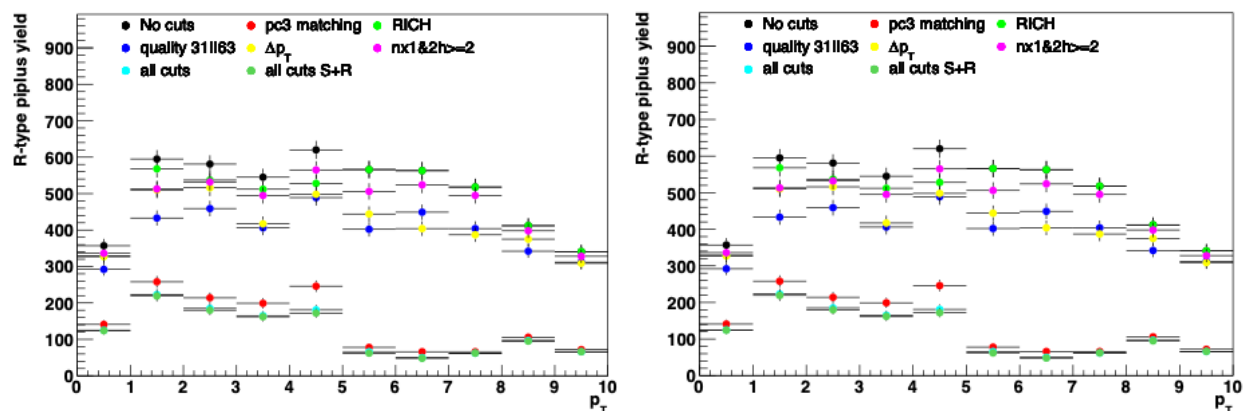 R-type piplus yield
No cuts pc3 matching RICH
quality 31ll63 Δp_T nx1&2h>=2
all cuts all cuts S+R
900
800
700
600
500
400
300
200
100
0
0 1 2 3 4 5 6 7 8 9 10
p_T
R-type piplus yield
No cuts pc3 matching RICH
quality 31ll63 Δp_T nx1&2h>=2
all cuts all cuts S+R
900
800
700
600
500
400
300
200
100
0
0 1 2 3 4 5 6 7 8 9 10
p_T